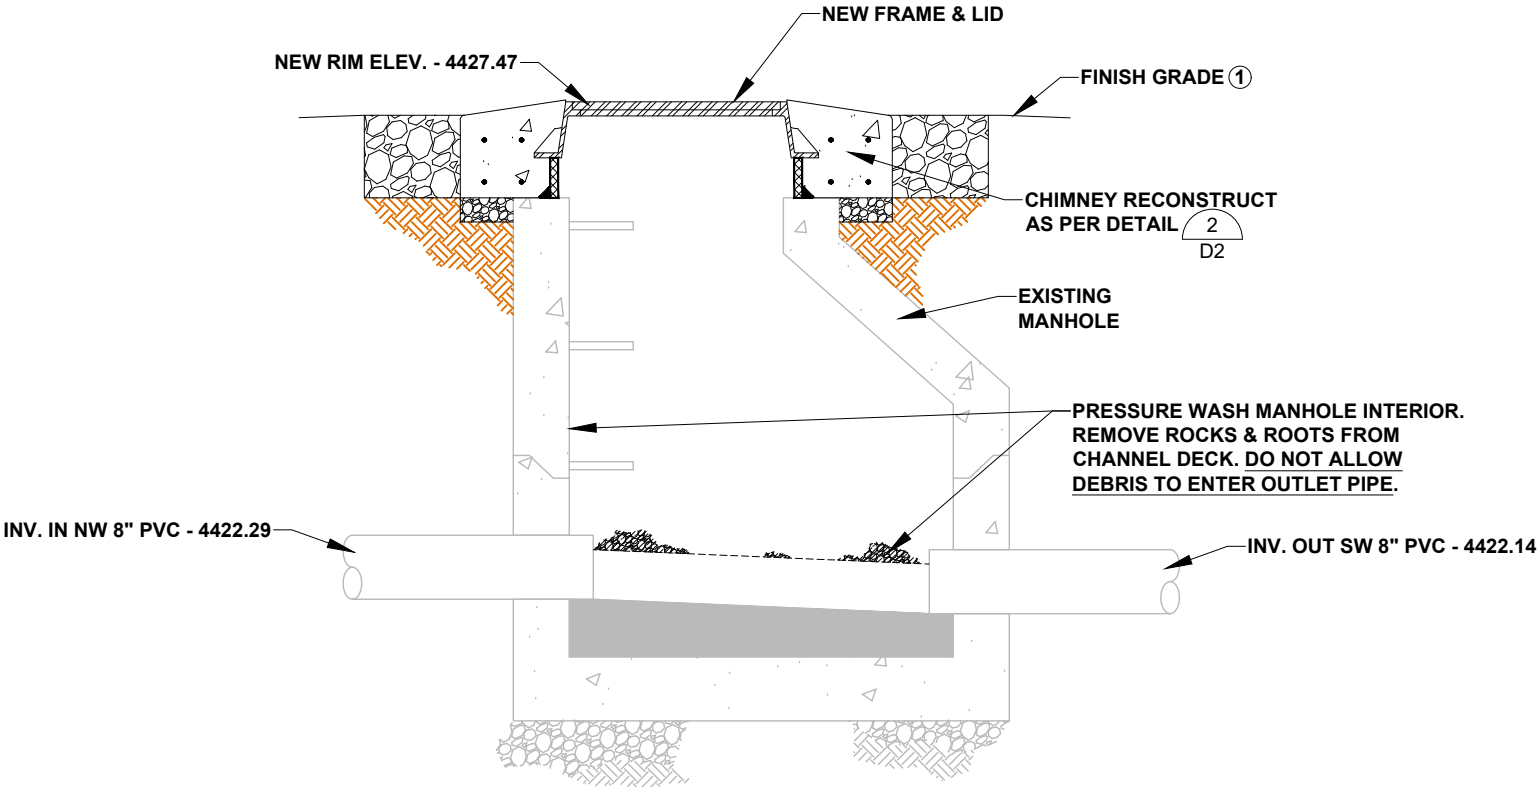 NEW FRAME & LID
NEW RIM ELEV. - 4427.47
FINISH GRADE 1
CHIMNEY RECONSTRUCT
AS PER DETAIL 2
D2
EXISTING
MANHOLE
PRESSURE WASH MANHOLE INTERIOR.
REMOVE ROCKS & ROOTS FROM
CHANNEL DECK. DO NOT ALLOW
DEBRIS TO ENTER OUTLET PIPE.
INV. IN NW 8" PVC - 4422.29
INV. OUT SW 8" PVC - 4422.14